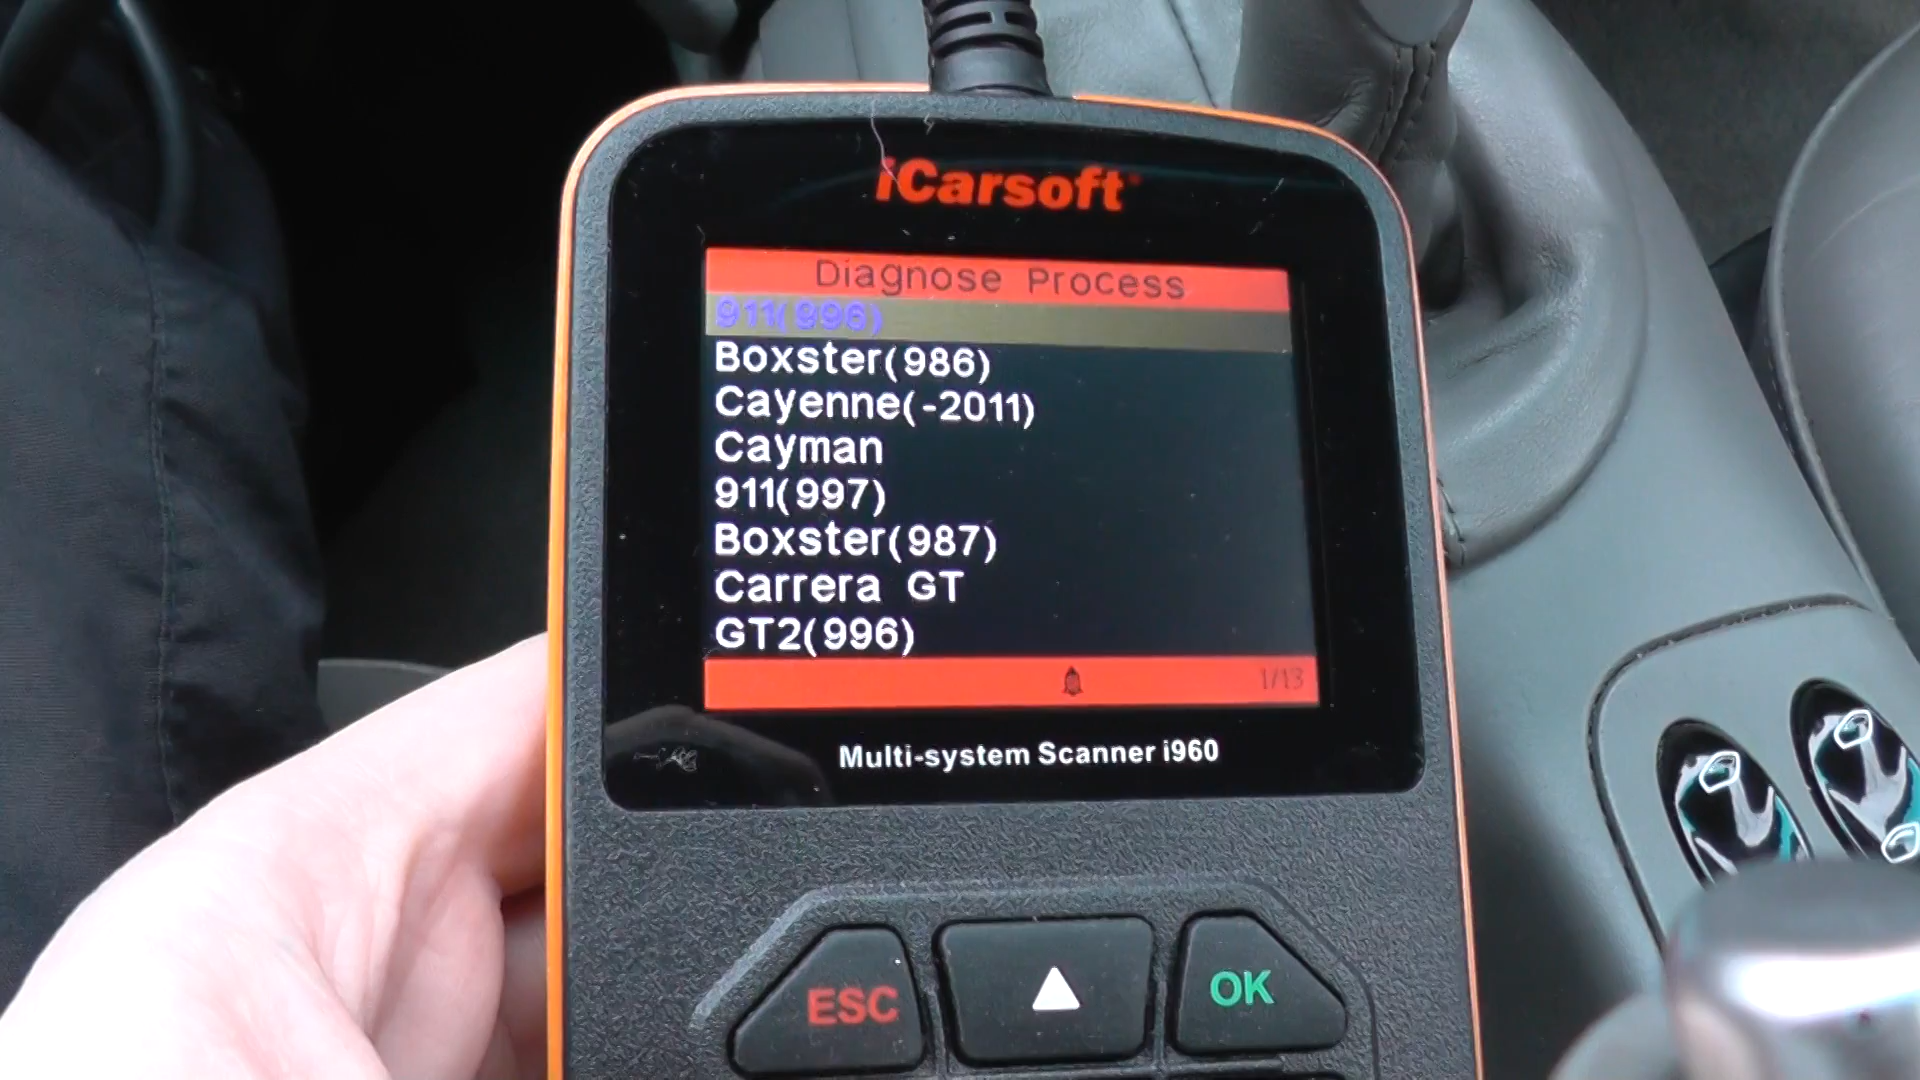 iCarsoft
Diagnose Process
911(996)
Boxster(986)
Cayenne(-2011)
Cayman
911(997)
Boxster(987)
Carrera GT
GT2(996)
1/13
Multi-system Scanner i960
ESC
OK